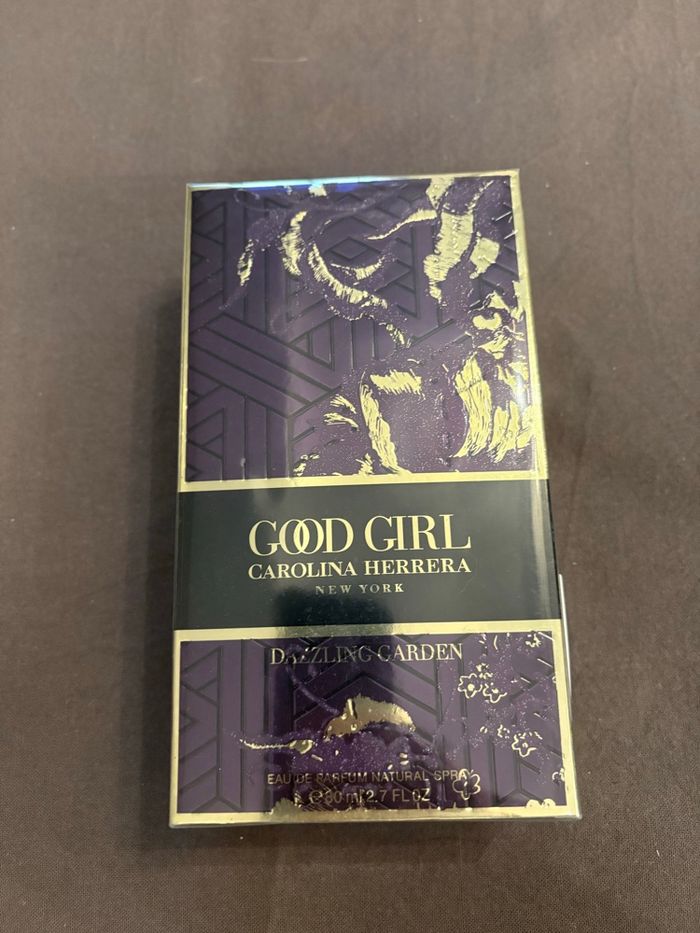 GOOD GIRL
CAROLINA HERRERA
NEW YORK
DAZZLING GARDEN
EAU DE PARFUM NATURAL SPRAY
℮ 80 ml 2.7 FL OZ